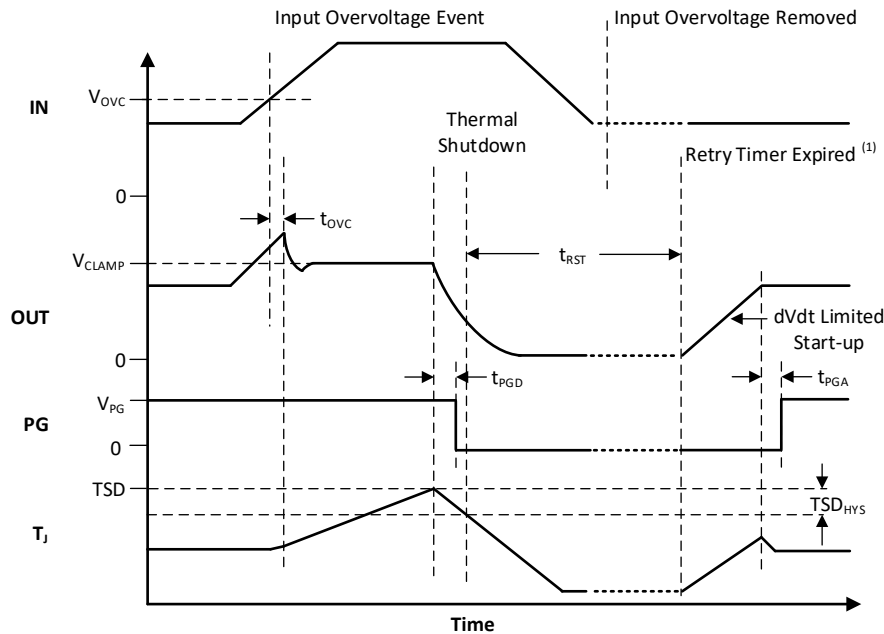 Input Overvoltage Event
Input Overvoltage Removed
IN
VOVC
Thermal
Shutdown
Retry Timer Expired (1)
0
tOVC
VCLAMP
tRST
OUT
dVdt Limited
Start-up
0
tPGD
tPGA
VPG
PG
0
TSD
TSDHYS
TJ
Time